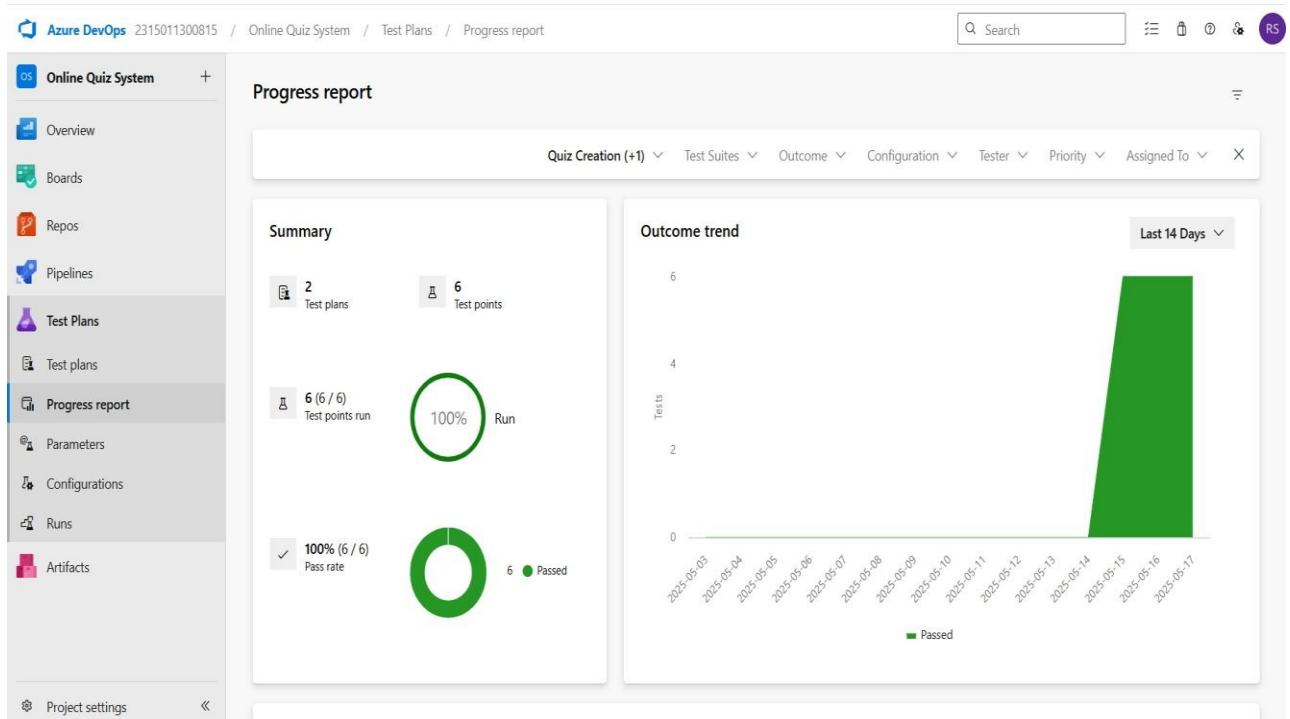 Azure DevOps 2315011300815 / Online Quiz System / Test Plans / Progress report
Search
RS
OS Online Quiz System +
Overview
Boards
Repos
Pipelines
Test Plans
Test plans
Progress report
Parameters
Configurations
Runs
Artifacts
Project settings
Progress report
Quiz Creation (+1) Test Suites Outcome Configuration Tester Priority Assigned To
Summary
2
Test plans
6
Test points
6 (6 / 6)
Test points run
100%
Run
100% (6 / 6)
Pass rate
6 Passed
Outcome trend
Last 14 Days
6
4
2
0
Tests
2025-05-03
2025-05-04
2025-05-05
2025-05-06
2025-05-07
2025-05-08
2025-05-09
2025-05-10
2025-05-11
2025-05-12
2025-05-13
2025-05-14
2025-05-15
2025-05-16
2025-05-17
Passed